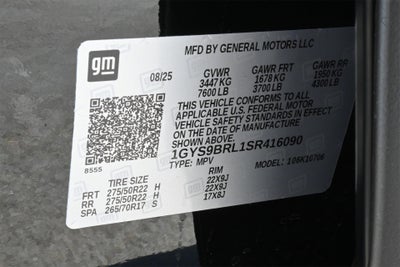 gm
MFD BY GENERAL MOTORS LLC
08/25 GVWR GAWR FRT GAWR RR
3447 KG 1678 KG 1950 KG
7600 LB 3700 LB 4300 LB
THIS VEHICLE CONFORMS TO ALL
APPLICABLE U.S. FEDERAL MOTOR
VEHICLE SAFETY STANDARDS IN EFFECT
ON THE DATE OF MANUFACTURE.
1GYS9BRL1SR416090
8555 TYPE: MPV MODEL: 106K10706
TIRE SIZE RIM
FRT 275/50R22 H 22X9J
RR 275/50R22 H 22X9J
SPA 265/70R17 S 17X8J